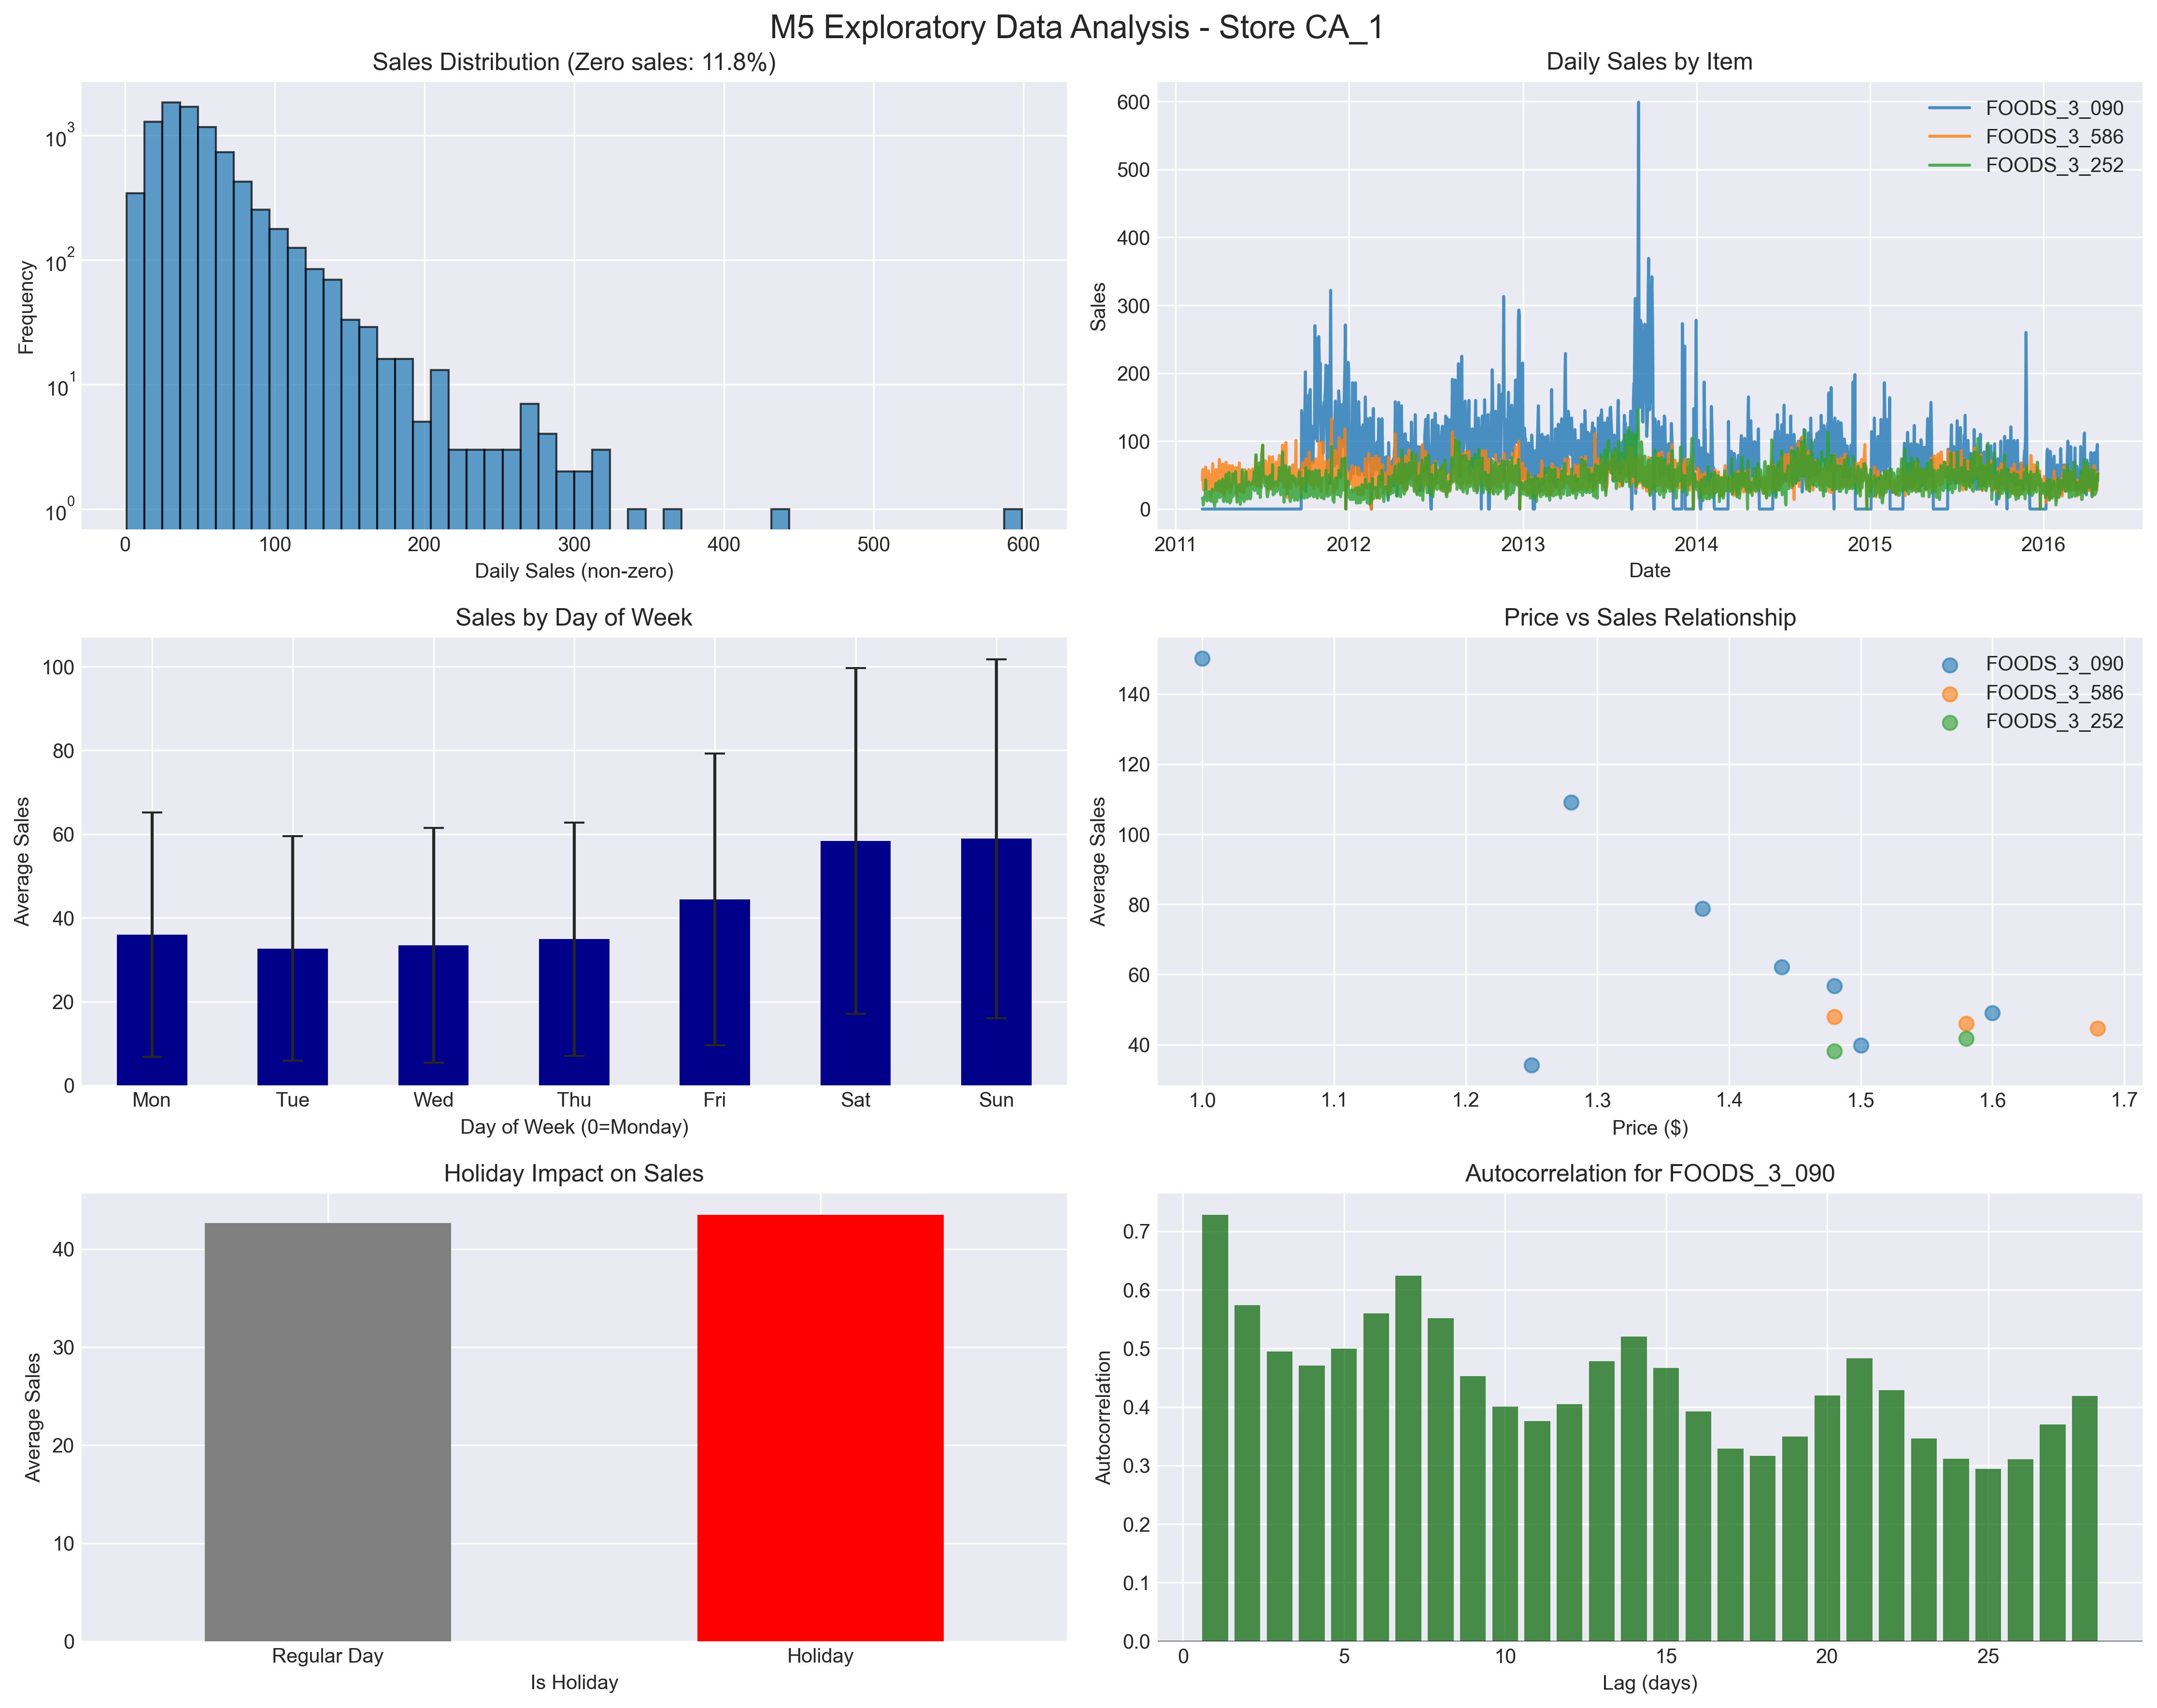 M5 Exploratory Data Analysis - Store CA_1
Sales Distribution (Zero sales: 11.8%)
Frequency
10^3
10^2
10^1
10^0
0 100 200 300 400 500 600
Daily Sales (non-zero)
Daily Sales by Item
Sales
600
500
400
300
200
100
0
FOODS_3_090
FOODS_3_586
FOODS_3_252
2011 2012 2013 2014 2015 2016
Date
Sales by Day of Week
Average Sales
100
80
60
40
20
0
Mon Tue Wed Thu Fri Sat Sun
Day of Week (0=Monday)
Price vs Sales Relationship
Average Sales
140
120
100
80
60
40
FOODS_3_090
FOODS_3_586
FOODS_3_252
1.0 1.1 1.2 1.3 1.4 1.5 1.6 1.7
Price ($)
Holiday Impact on Sales
Average Sales
40
30
20
10
0
Regular Day Holiday
Is Holiday
Autocorrelation for FOODS_3_090
Autocorrelation
0.7
0.6
0.5
0.4
0.3
0.2
0.1
0.0
0 5 10 15 20 25
Lag (days)